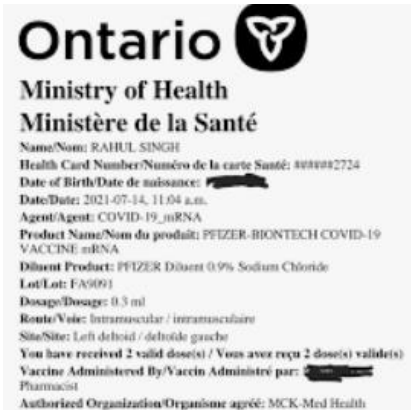 Ontario
Ministry of Health
Ministère de la Santé
Name/Nom: RAHUL SINGH
Health Card Number/Numéro de la carte Santé: ######2724
Date of Birth/Date de naissance:
Date/Date: 2021-07-14, 11:04 a.m.
Agent/Agent: COVID-19_mRNA
Product Name/Nom du produit: PFIZER-BIONTECH COVID-19
VACCINE mRNA
Diluent Product: PFIZER Diluent 0.9% Sodium Chloride
Lot/Lot: FA9091
Dosage/Dosage: 0.3 ml
Route/Voie: Intramuscular / intramusculaire
Site/Site: Left deltoid / deltoïde gauche
You have received 2 valid dose(s) / Vous avez reçu 2 dose(s) valide(s)
Vaccine Administered By/Vaccin Administré par:
Pharmacist
Authorized Organization/Organisme agréé: MCK-Med Health